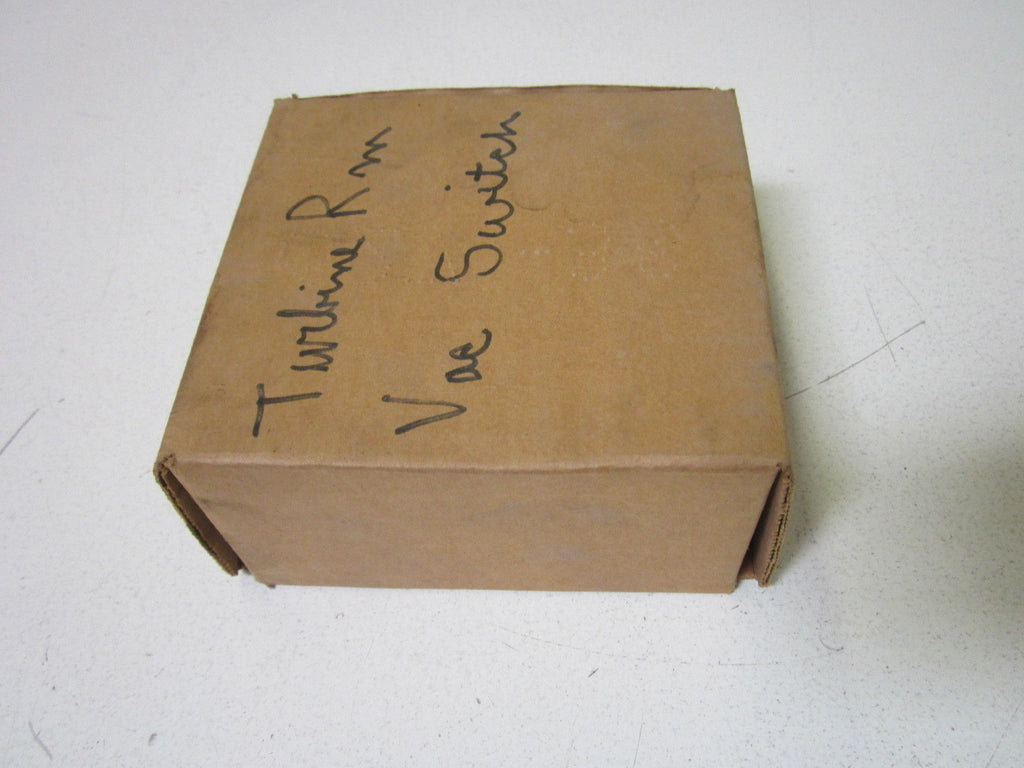 Turbine Rm
Vac Switch